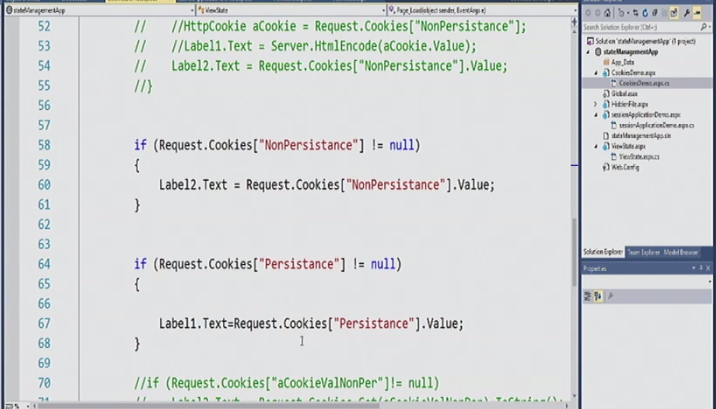 stateManagementApp
ViewState
Page_Load(object sender, EventArgs e)
52 // //HttpCookie aCookie = Request.Cookies["NonPersistance"];
53 // //Label1.Text = Server.HtmlEncode(aCookie.Value);
54 // Label2.Text = Request.Cookies["NonPersistance"].Value;
55 //}
56
57
58 if (Request.Cookies["NonPersistance"] != null)
59 {
60 Label2.Text = Request.Cookies["NonPersistance"].Value;
61 }
62
63
64 if (Request.Cookies["Persistance"] != null)
65 {
66
67 Label1.Text=Request.Cookies["Persistance"].Value;
68 }
69
70 //if (Request.Cookies["aCookieValNonPer"]!= null)
Search Solution Explorer (Ctrl+;)
Solution 'stateManagementApp' (1 project)
stateManagementApp
App_Data
CookiesDemo.aspx
CookiesDemo.aspx.cs
Global.asax
HiddenFile.aspx
sessionApplicationDemo.aspx
sessionApplicationDemo.aspx.cs
ViewState.aspx
ViewState.aspx.cs
Web.Config
Solution Explorer Team Explorer Model Browser
Properties